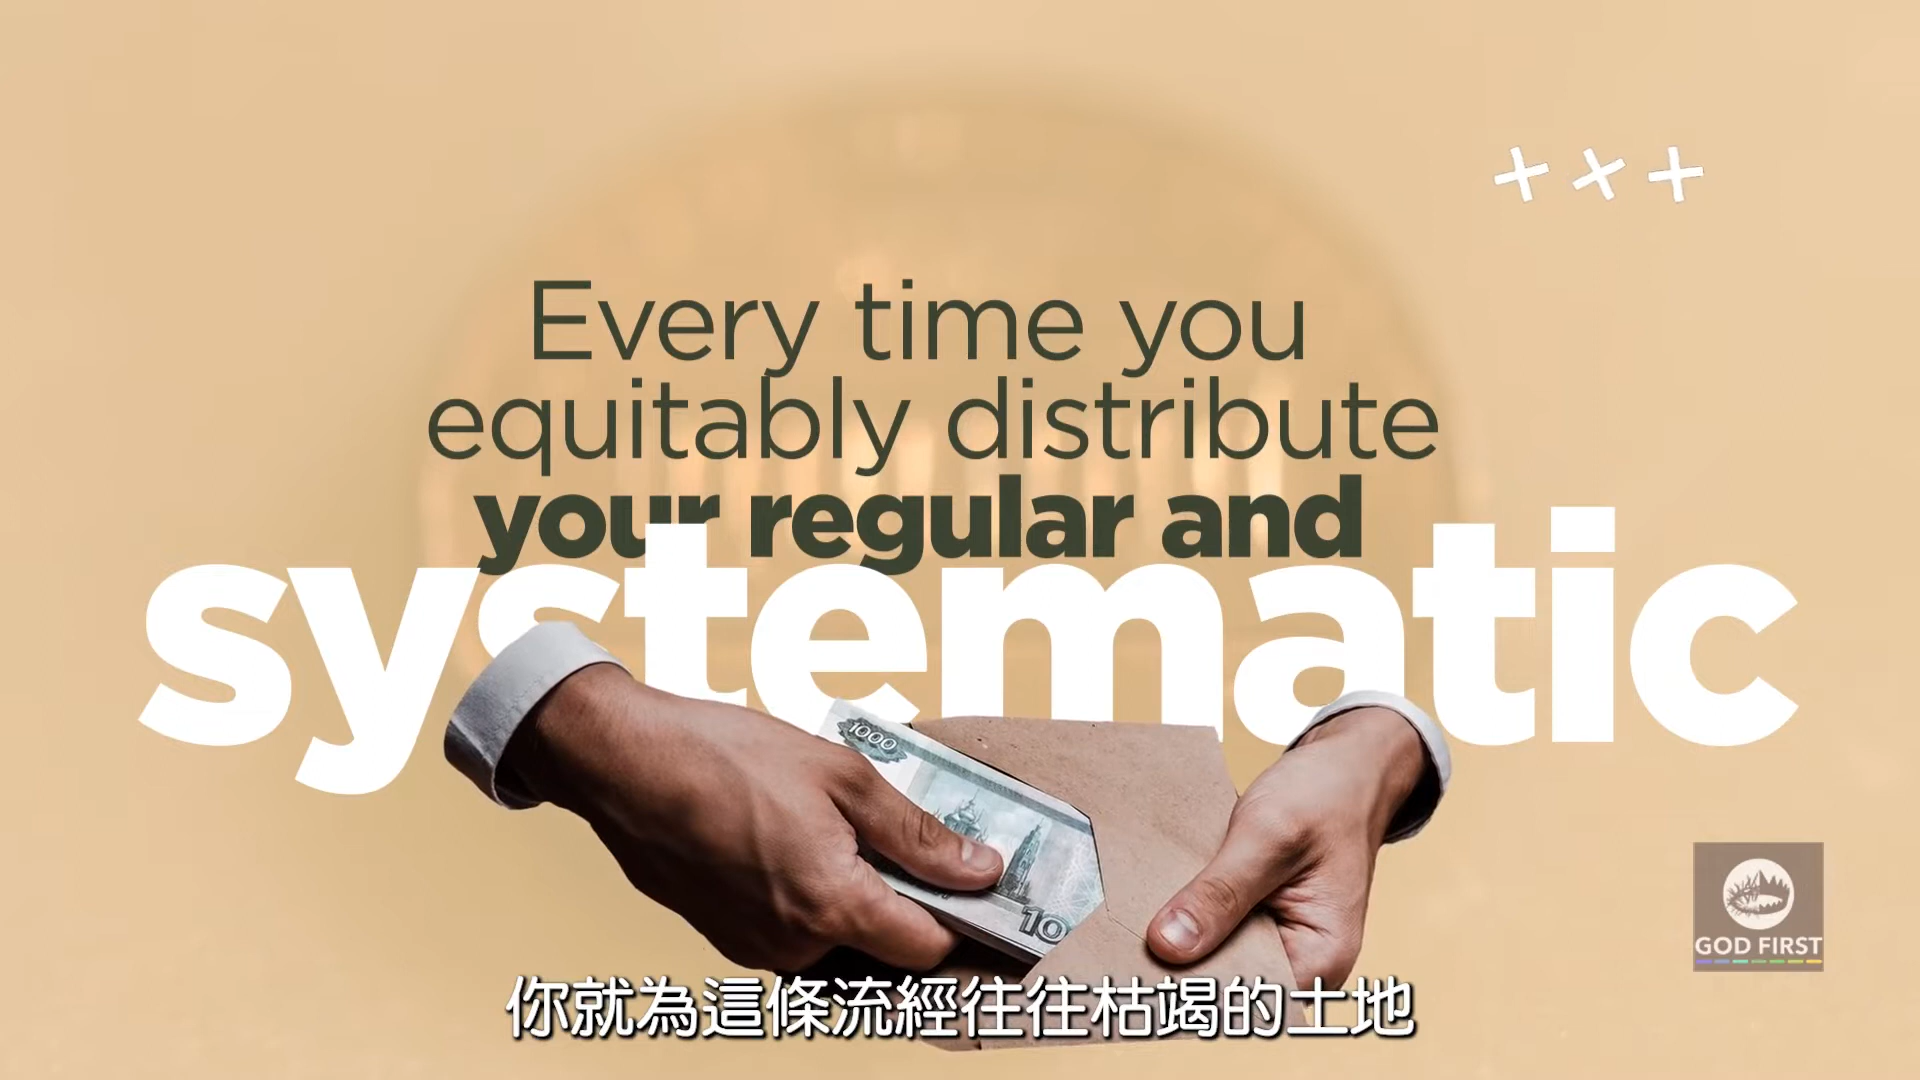 Every time you
equitably distribute
your regular and
systematic
1000
10
GOD FIRST
你就為這條流經往往枯竭的土地